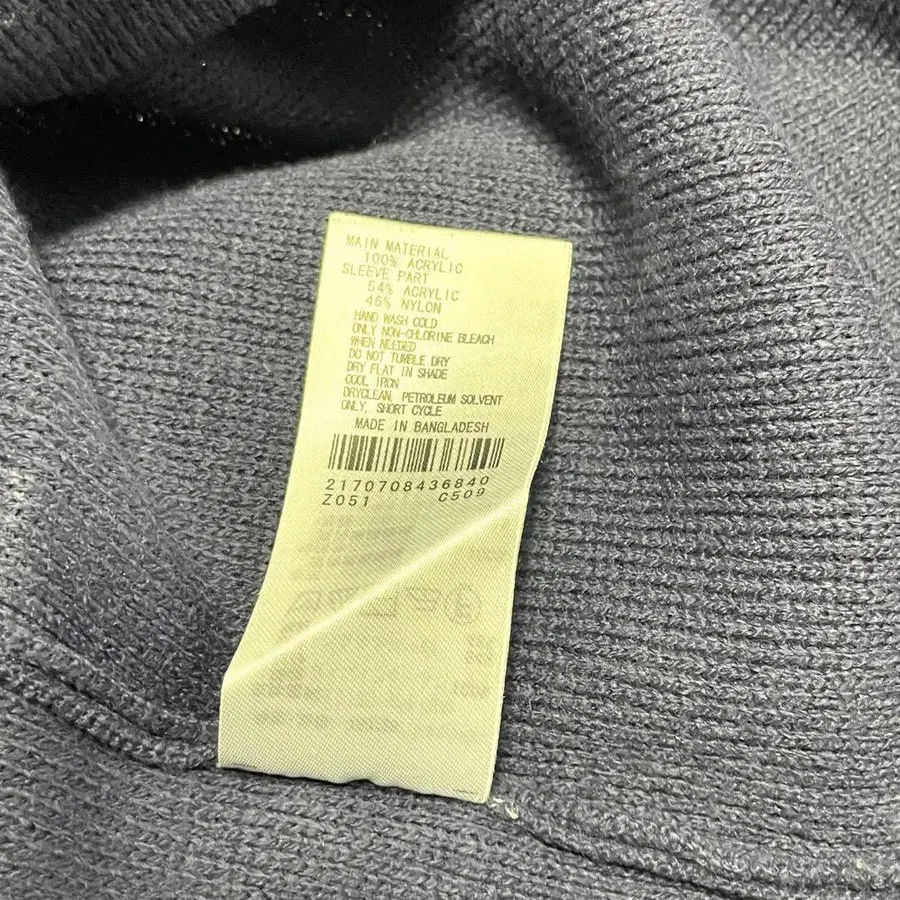 MAIN MATERIAL
100% ACRYLIC
SLEEVE PART
54% ACRYLIC
46% NYLON
HAND WASH COLD
ONLY NON-CHLORINE BLEACH
WHEN NEEDED
DO NOT TUMBLE DRY
DRY FLAT IN SHADE
COOL IRON
DRYCLEAN, PETROLEUM SOLVENT
ONLY, SHORT CYCLE
MADE IN BANGLADESH
2170708436840
Z051 C509